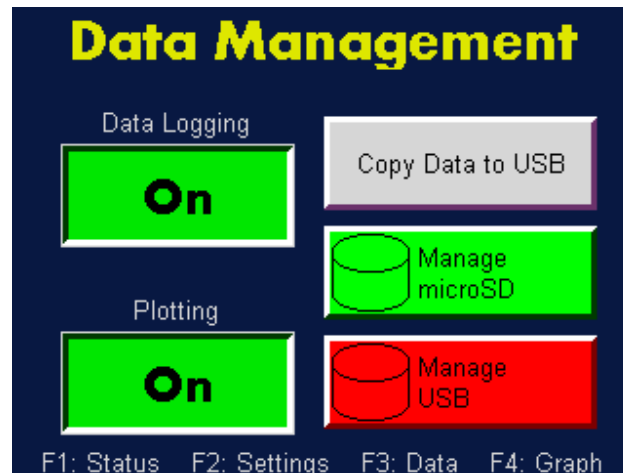 Data Management
Data Logging
On
Copy Data to USB
Manage
microSD
Plotting
On
Manage
USB
F1: Status F2: Settings F3: Data F4: Graph